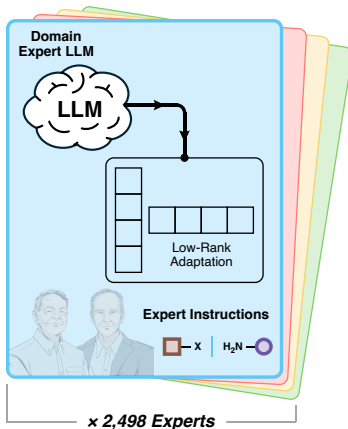 Domain
Expert LLM
LLM
Low-Rank
Adaptation
Expert Instructions
X | H₂N
× 2,498 Experts